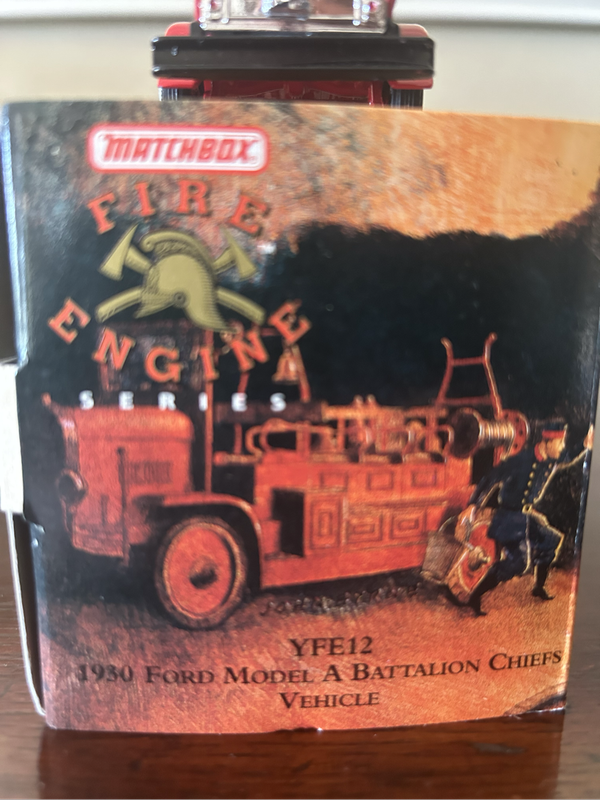 MATCHBOX
FIRE
ENGINE
SERIES
YFE12
1930 FORD MODEL A BATTALION CHIEFS
VEHICLE